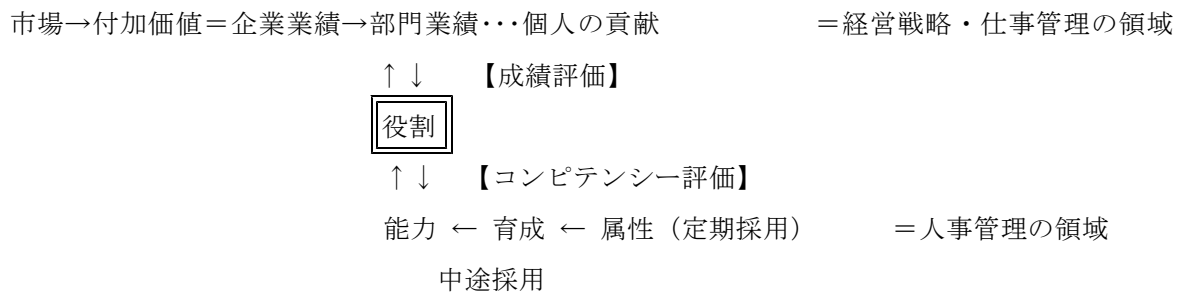 市場→付加価値＝企業業績→部門業績…個人の貢献　＝経営戦略・仕事管理の領域
↑↓　【成績評価】
役割
↑↓　【コンピテンシー評価】
能力 ← 育成 ← 属性（定期採用）　＝人事管理の領域
中途採用